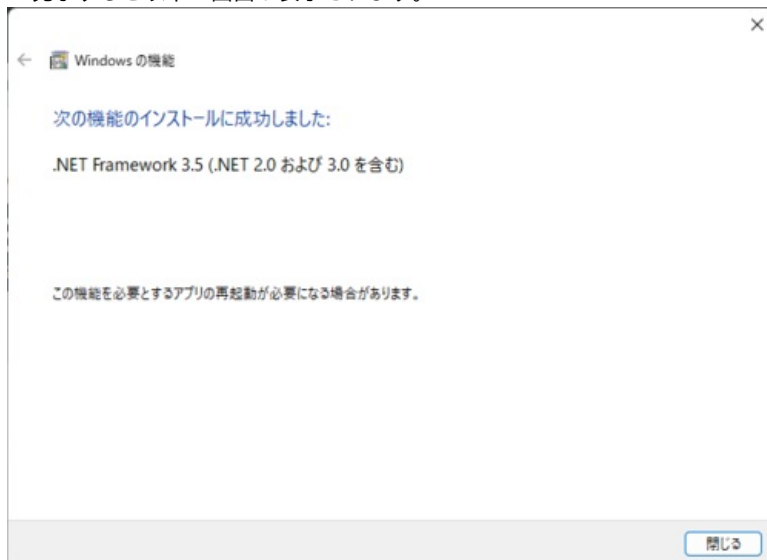 Windows の機能
次の機能のインストールに成功しました:
.NET Framework 3.5 (.NET 2.0 および 3.0 を含む)
この機能を必要とするアプリの再起動が必要になる場合があります。
閉じる